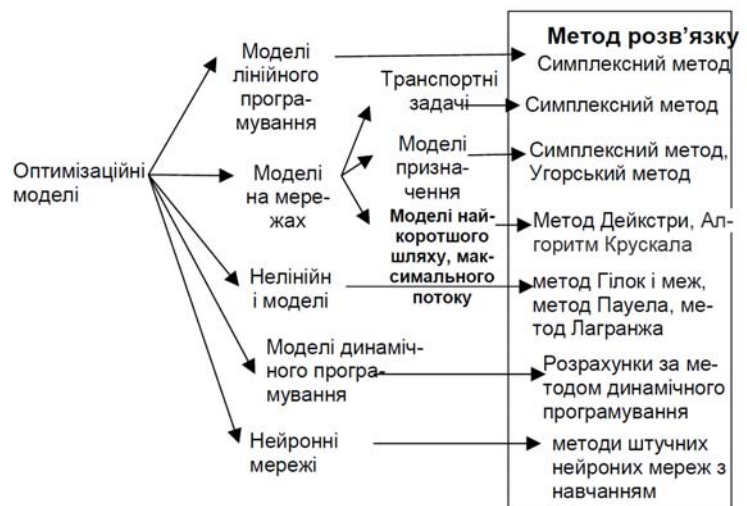 Метод розв’язку
Моделі
лінійного
програ-
мування
Симплексний метод
Транспортні
задачі
Симплексний метод
Оптимізаційні
моделі
Моделі
на мере-
жах
Моделі
призна-
чення
Симплексний метод,
Угорський метод
Моделі най-
коротшого
шляху, мак-
симального
потоку
Метод Дейкстри, Ал-
горитм Крускала
Нелінійн
і моделі
метод Гілок і меж,
метод Пауела, ме-
тод Лагранжа
Моделі динаміч-
ного програ-
мування
Розрахунки за ме-
тодом динамічного
програмування
Нейронні
мережі
методи штучних
нейроних мереж з
навчанням